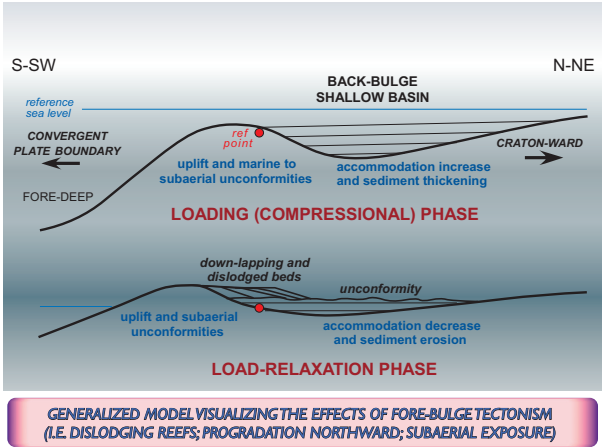 S-SW
N-NE
BACK-BULGE
SHALLOW BASIN
reference
sea level
ref
point
CONVERGENT
PLATE BOUNDARY
CRATON-WARD
uplift and marine to
subaerial unconformities
accommodation increase
and sediment thickening
FORE-DEEP
LOADING (COMPRESSIONAL) PHASE
down-lapping and
dislodged beds
unconformity
uplift and subaerial
unconformities
accommodation decrease
and sediment erosion
LOAD-RELAXATION PHASE
GENERALIZED MODEL VISUALIZING THE EFFECTS OF FORE-BULGE TECTONISM
(I.E. DISLODGING REEFS; PROGRADATION NORTHWARD; SUBAERIAL EXPOSURE)